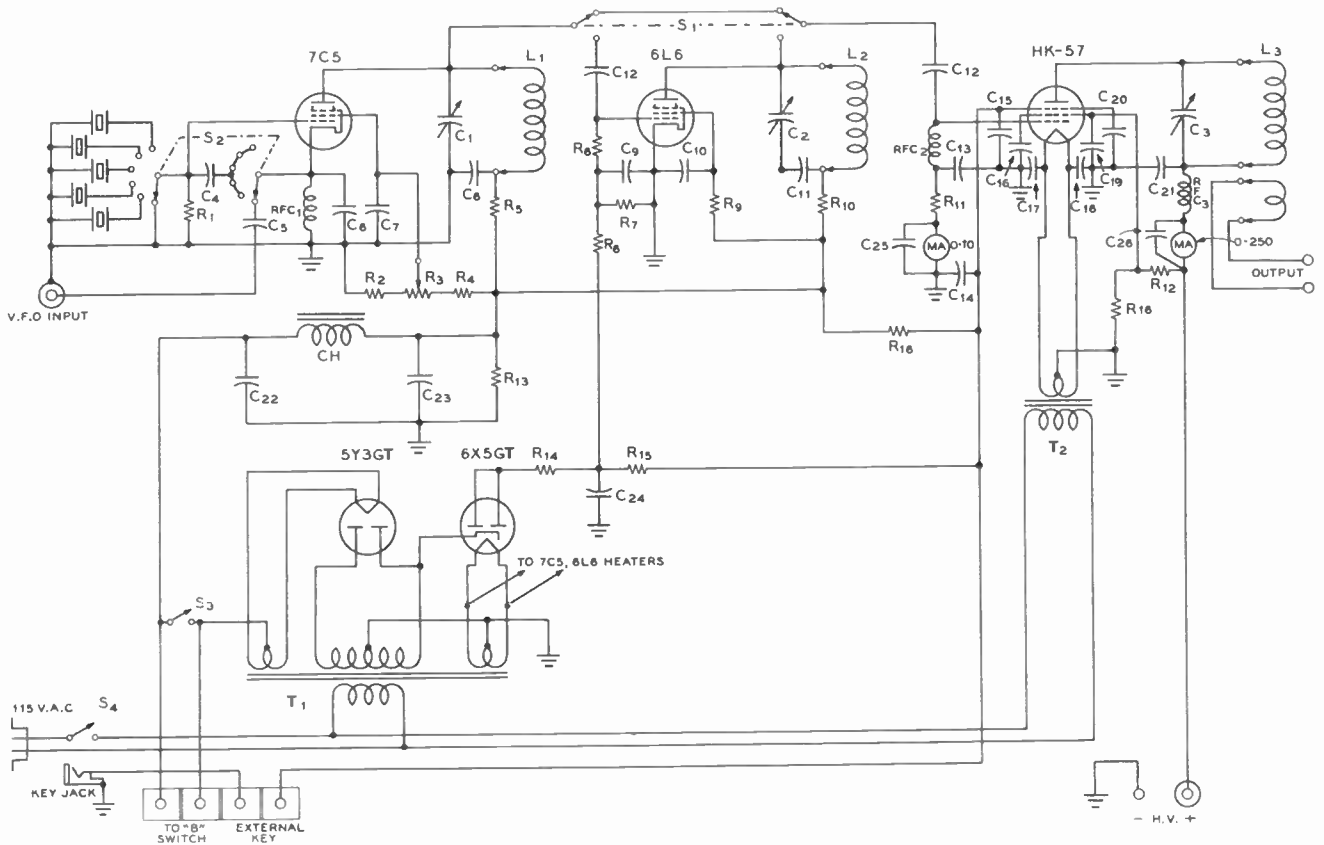 S1
7C5
L1
6L6
L2
HK-57
L3
C12
C12
C15
C20
S2
C1
C2
C3
R8
C9
C10
RFC2
C13
C4
R1
C5
RFC1
C6
C7
C6
R5
R7
R9
C11
R10
R11
C16
C17
C18
C19
C21
RFC3
C25
MA
0-10
C26
MA
0-250
R6
C14
R12
OUTPUT
V.F.O INPUT
R2
R3
R4
R16
R16
CH
R13
C22
C23
5Y3GT
6X5GT
R14
R15
T2
C24
TO 7C5, 6L6 HEATERS
S3
T1
115 V.A.C
S4
KEY JACK
TO "B"
SWITCH
EXTERNAL
KEY
- H.V. +